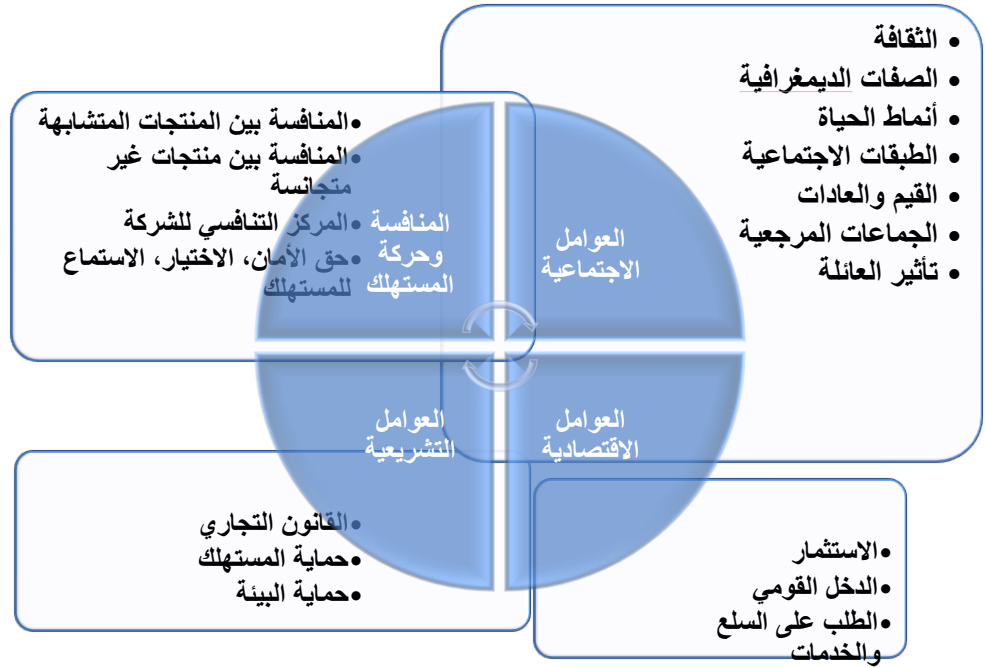 الثقافة
الصفات الديمغرافية
أنماط الحياة
الطبقات الاجتماعية
القيم والعادات
الجماعات المرجعية
تأثير العائلة
العوامل
الاجتماعية
المنافسة بين المنتجات المتشابهة
المنافسة بين منتجات غير
متجانسة
المركز التنافسي للشركة
حق الأمان، الاختيار، الاستماع
للمستهلك
المنافسة
وحركة
المستهلك
العوامل
الاقتصادية
الاستثمار
الدخل القومي
الطلب على السلع
والخدمات
العوامل
التشريعية
القانون التجاري
حماية المستهلك
حماية البيئة